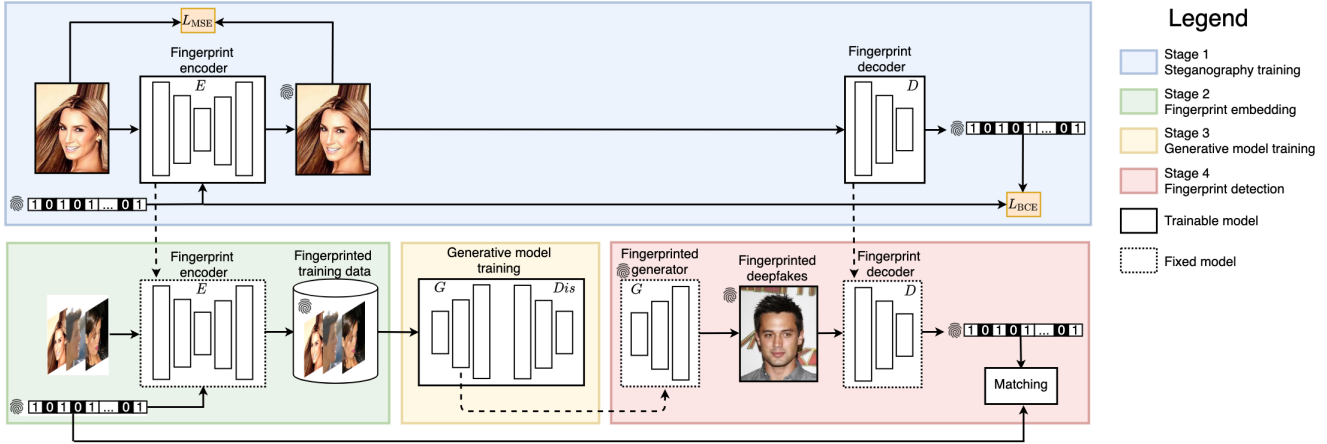 L_MSE
Fingerprint
encoder
E
Fingerprint
decoder
D
1 0 1 0 1 ... 0 1
1 0 1 0 1 ... 0 1
L_BCE
Fingerprint
encoder
E
Fingerprinted
training data
1 0 1 0 1 ... 0 1
Generative model
training
G
Dis
Fingerprinted
generator
G
Fingerprinted
deepfakes
Fingerprint
decoder
D
1 0 1 0 1 ... 0 1
Matching
Legend
Stage 1
Steganography training
Stage 2
Fingerprint embedding
Stage 3
Generative model training
Stage 4
Fingerprint detection
Trainable model
Fixed model